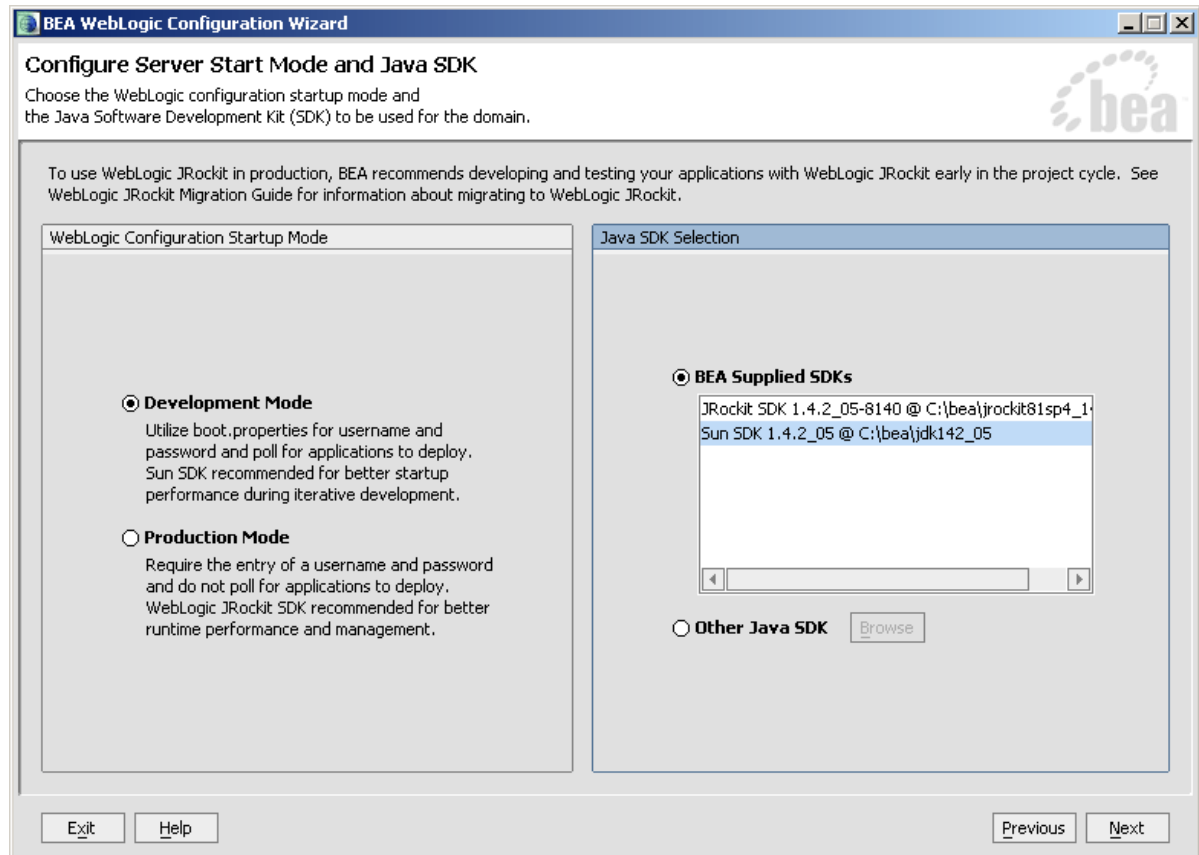 BEA WebLogic Configuration Wizard
Configure Server Start Mode and Java SDK
Choose the WebLogic configuration startup mode and
the Java Software Development Kit (SDK) to be used for the domain.
bea
To use WebLogic JRockit in production, BEA recommends developing and testing your applications with WebLogic JRockit early in the project cycle. See
WebLogic JRockit Migration Guide for information about migrating to WebLogic JRockit.
WebLogic Configuration Startup Mode
Development Mode
Utilize boot.properties for username and
password and poll for applications to deploy.
Sun SDK recommended for better startup
performance during iterative development.
Production Mode
Require the entry of a username and password
and do not poll for applications to deploy.
WebLogic JRockit SDK recommended for better
runtime performance and management.
Java SDK Selection
BEA Supplied SDKs
JRockit SDK 1.4.2_05-8140 @ C:\bea\jrockit81sp4_1
Sun SDK 1.4.2_05 @ C:\bea\jdk142_05
Other Java SDK Browse
Exit Help Previous Next